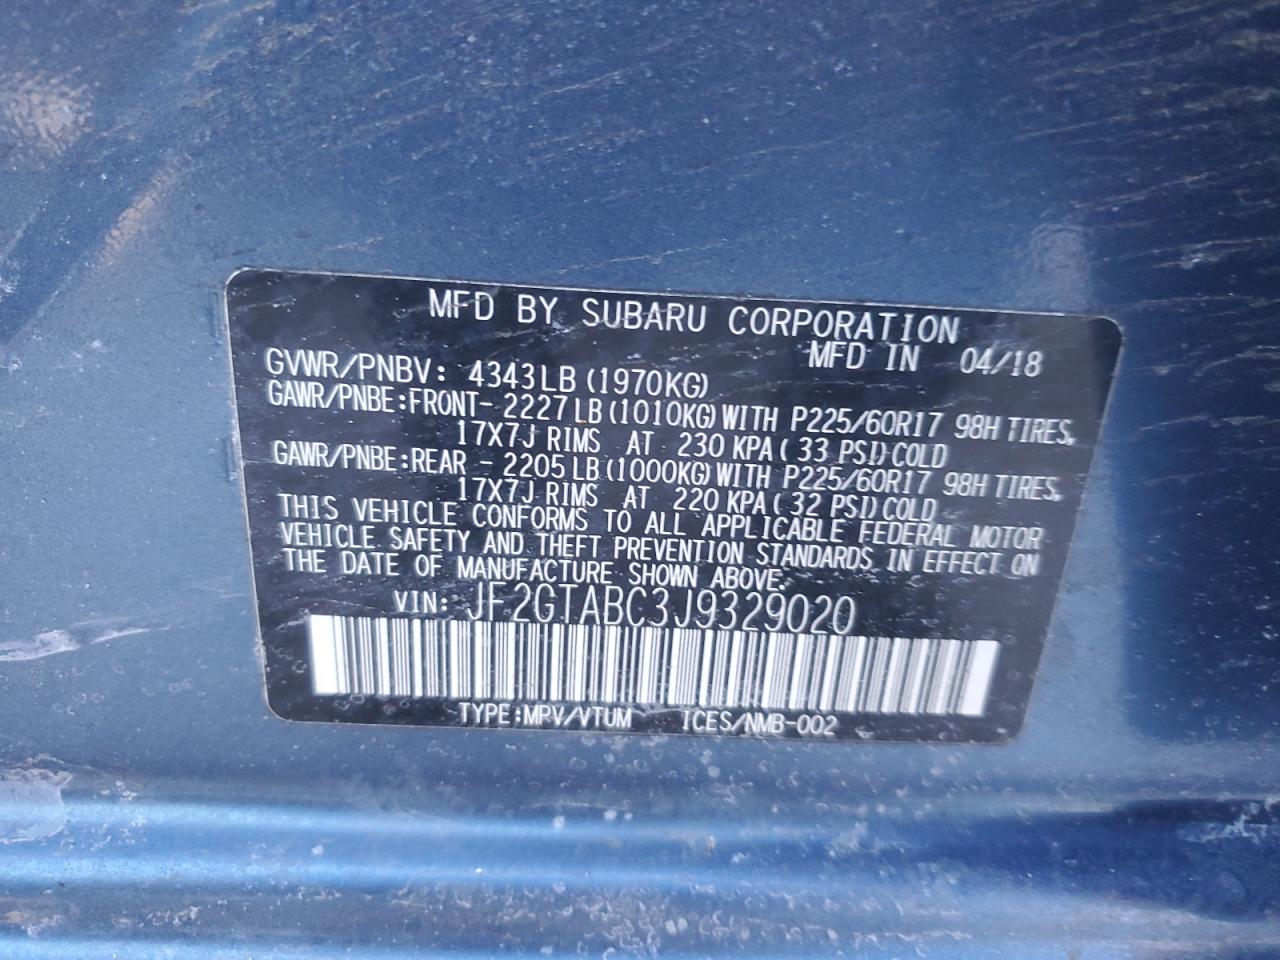 MFD BY SUBARU CORPORATION
MFD IN 04/18
GVWR/PNBV: 4343LB (1970KG)
GAWR/PNBE:FRONT- 2227LB (1010KG) WITH P225/60R17 98H TIRES,
17X7J RIMS AT 230 KPA ( 33 PSI) COLD
GAWR/PNBE:REAR - 2205LB (1000KG) WITH P225/60R17 98H TIRES,
17X7J RIMS AT 220 KPA ( 32 PSI) COLD
THIS VEHICLE CONFORMS TO ALL APPLICABLE FEDERAL MOTOR
VEHICLE SAFETY AND THEFT PREVENTION STANDARDS IN EFFECT ON
THE DATE OF MANUFACTURE SHOWN ABOVE.
VIN: JF2GTABC3J9329020
TYPE:MPV/VTUM ICES/NMB-002